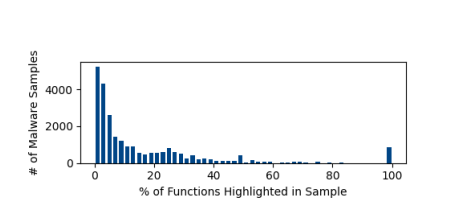 # of Malware Samples
4000
2000
0
0 20 40 60 80 100
% of Functions Highlighted in Sample